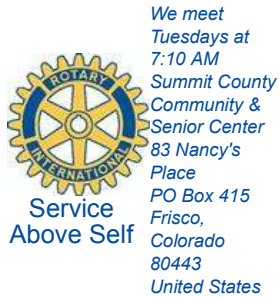 We meet
Tuesdays at
7:10 AM
Summit County
Community &
Senior Center
83 Nancy's
Place
PO Box 415
Frisco,
Colorado
80443
United States
ROTARY
INTERNATIONAL
Service
Above Self